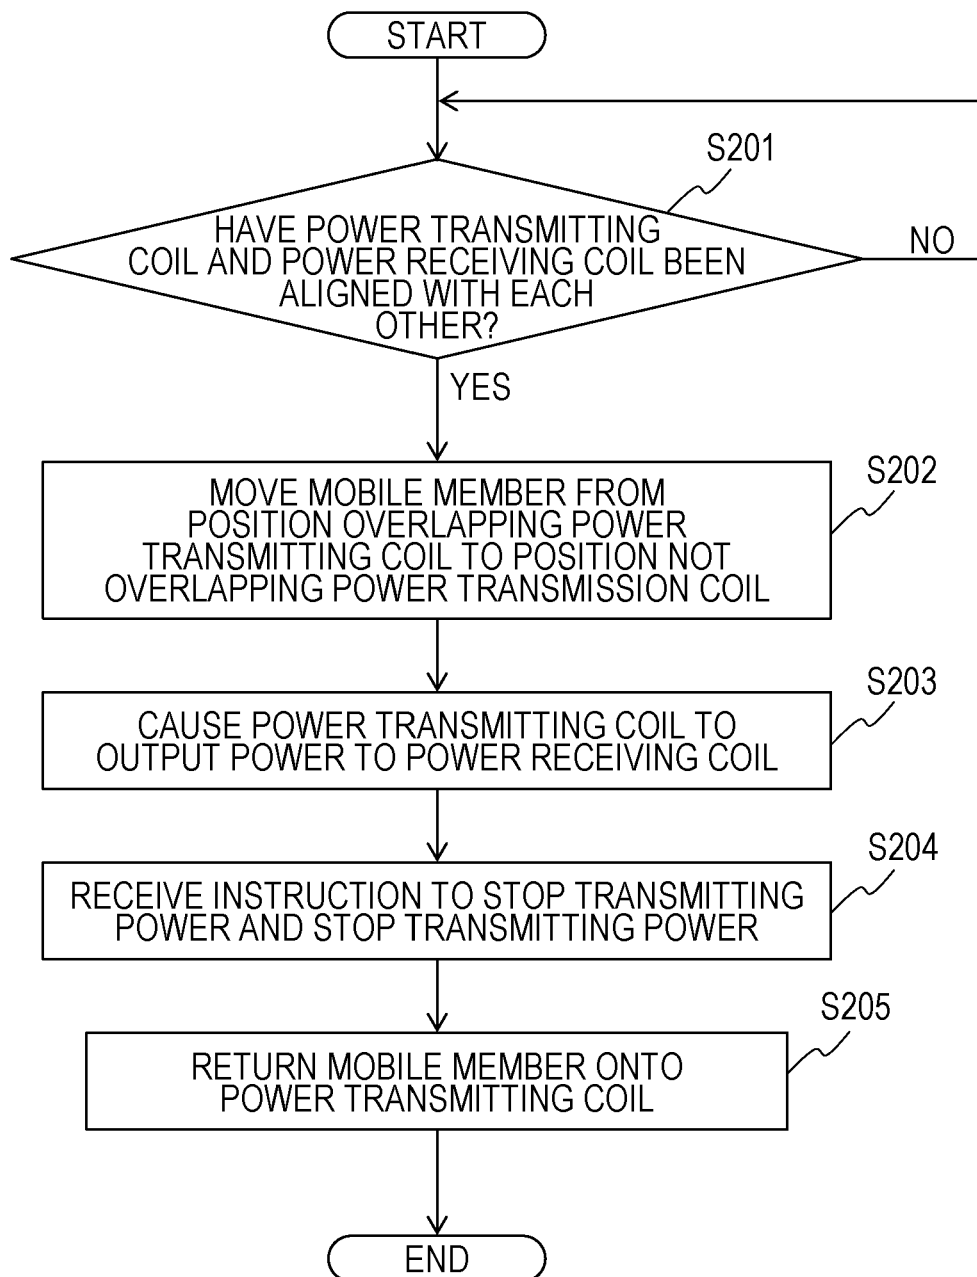 START
S201
HAVE POWER TRANSMITTING
COIL AND POWER RECEIVING COIL BEEN
ALIGNED WITH EACH
OTHER?
NO
YES
S202
MOVE MOBILE MEMBER FROM
POSITION OVERLAPPING POWER
TRANSMITTING COIL TO POSITION NOT
OVERLAPPING POWER TRANSMISSION COIL
S203
CAUSE POWER TRANSMITTING COIL TO
OUTPUT POWER TO POWER RECEIVING COIL
S204
RECEIVE INSTRUCTION TO STOP TRANSMITTING
POWER AND STOP TRANSMITTING POWER
S205
RETURN MOBILE MEMBER ONTO
POWER TRANSMITTING COIL
END